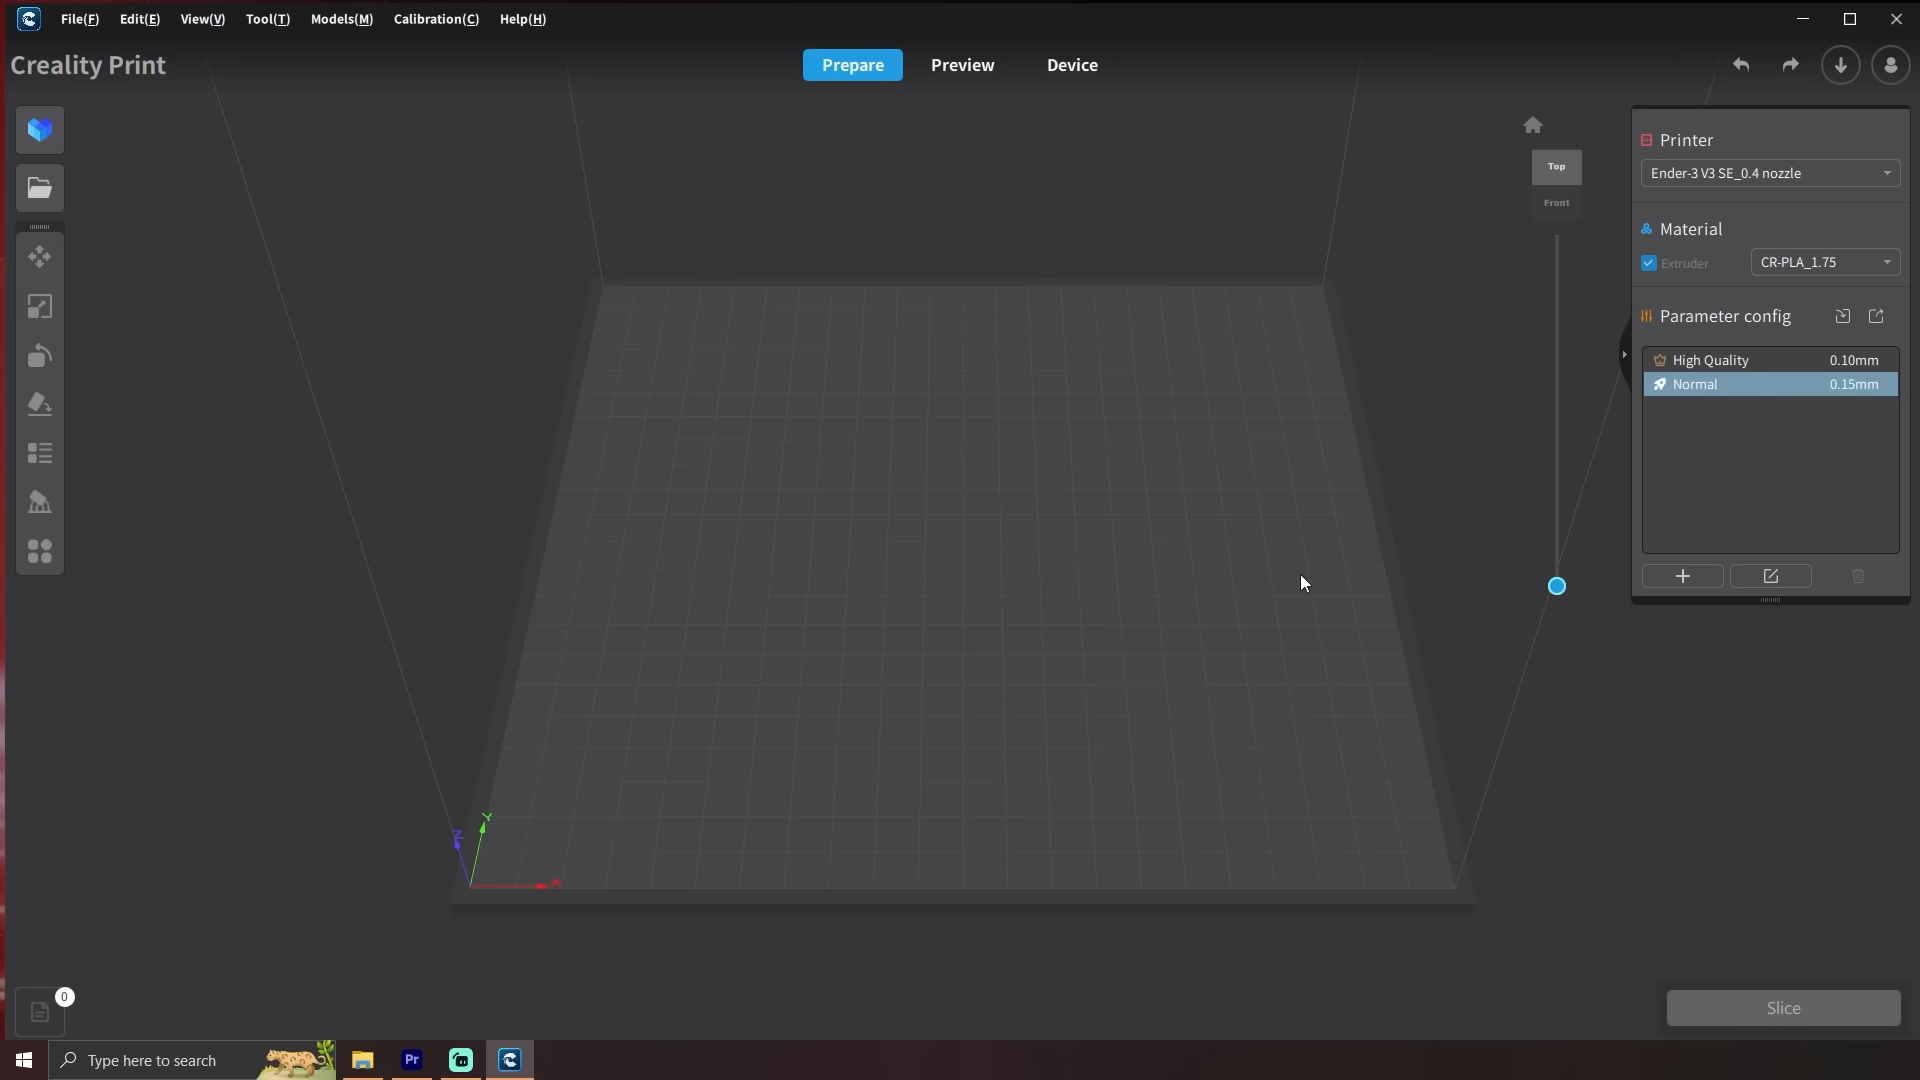 File(F) Edit(E) View(V) Tool(T) Models(M) Calibration(C) Help(H)
Creality Print
Prepare Preview Device
Top
Front
Printer
Ender-3 V3 SE_0.4 nozzle
Material
Extruder CR-PLA_1.75
Parameter config
High Quality 0.10mm
Normal 0.15mm
Z
Y
X
0
Slice
Type here to search
Pr